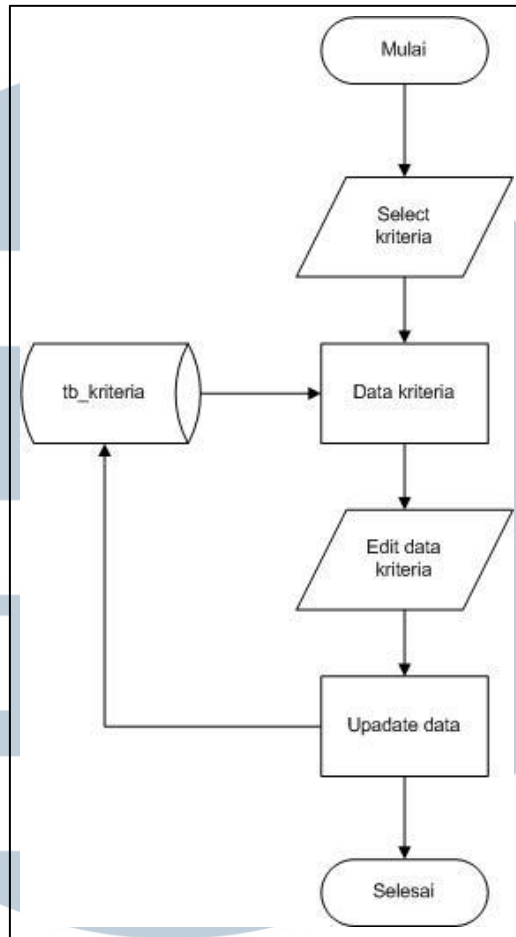 Mulai
Select
kriteria
tb_kriteria
Data kriteria
Edit data
kriteria
Upadate data
Selesai